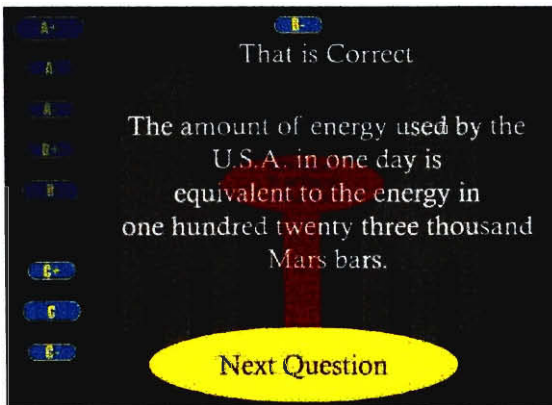 A+
A
A
B+
B
C+
C
C-
B-
That is Correct
The amount of energy used by the
U.S.A. in one day is
equivalent to the energy in
one hundred twenty three thousand
Mars bars.
Next Question